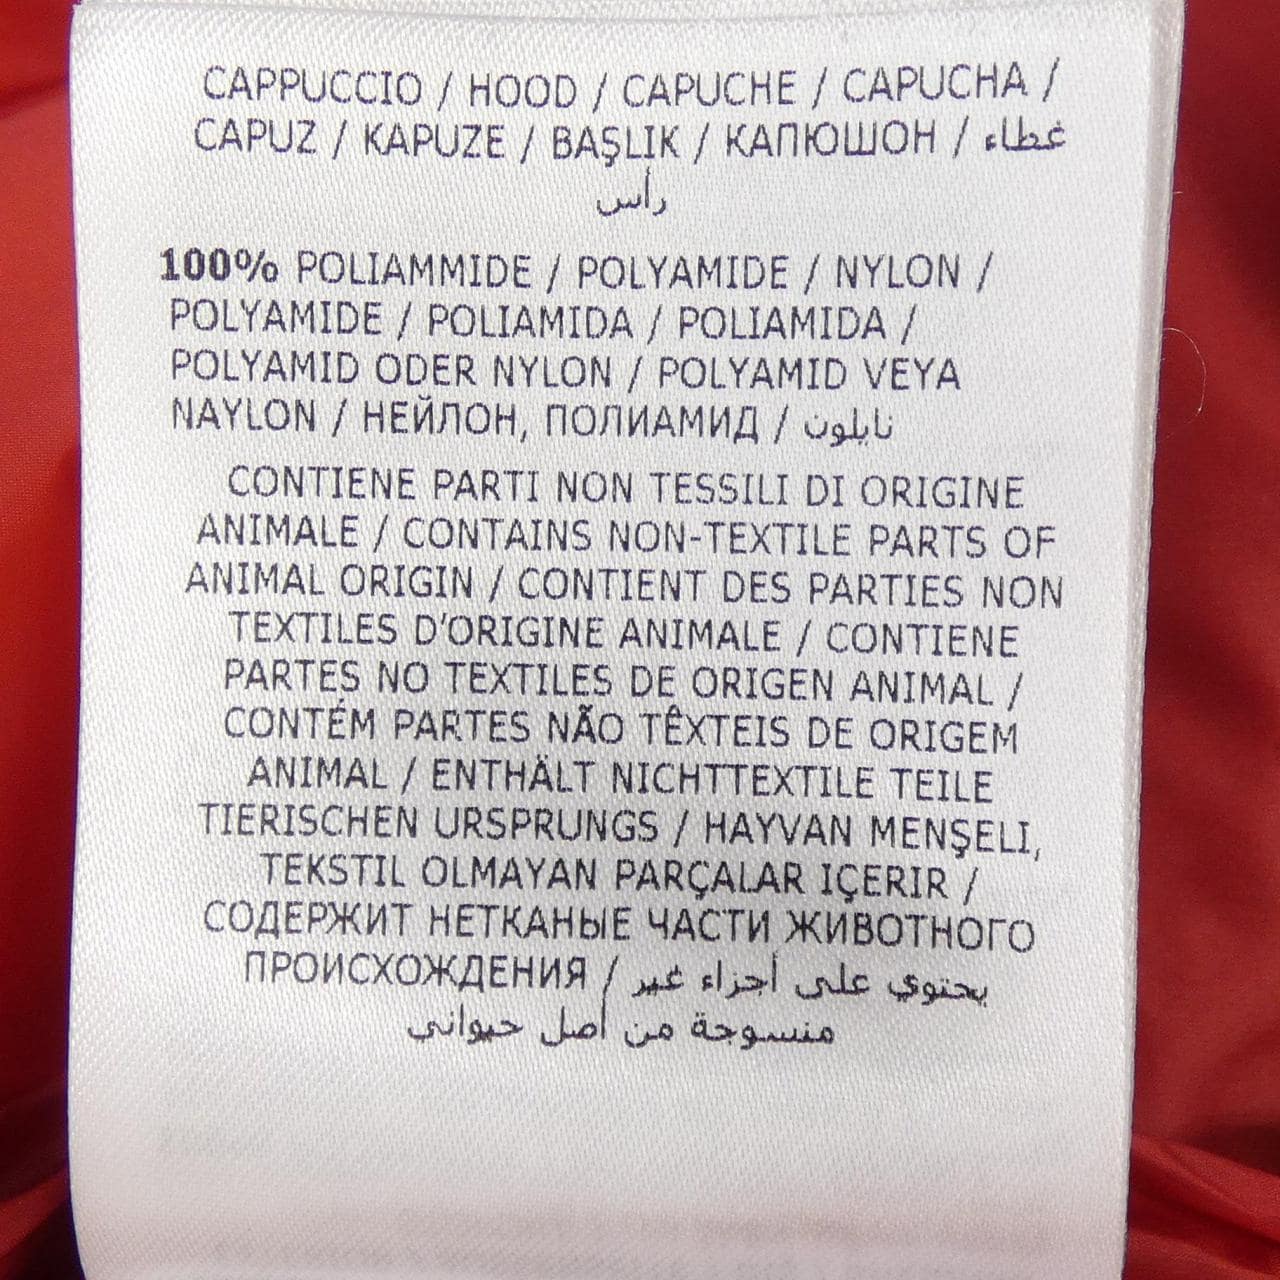 CAPPUCCIO / HOOD / CAPUCHE / CAPUCHA /
CAPUZ / KAPUZE / BAŞLIK / КАПЮШОН / غطاء
رأس
100% POLIAMMIDE / POLYAMIDE / NYLON /
POLYAMIDE / POLIAMIDA / POLIAMIDA /
POLYAMID ODER NYLON / POLYAMID VEYA
NAYLON / НЕЙЛОН, ПОЛИАМИД / نايلون
CONTIENE PARTI NON TESSILI DI ORIGINE
ANIMALE / CONTAINS NON-TEXTILE PARTS OF
ANIMAL ORIGIN / CONTIENT DES PARTIES NON
TEXTILES D'ORIGINE ANIMALE / CONTIENE
PARTES NO TEXTILES DE ORIGEN ANIMAL /
CONTÉM PARTES NÃO TÊXTEIS DE ORIGEM
ANIMAL / ENTHÄLT NICHTTEXTILE TEILE
TIERISCHEN URSPRUNGS / HAYVAN MENŞELI,
TEKSTIL OLMAYAN PARÇALAR IÇERIR /
СОДЕРЖИТ НЕТКАНЫЕ ЧАСТИ ЖИВОТНОГО
ПРОИСХОЖДЕНИЯ / يحتوي على أجزاء غير
منسوجة من أصل حيواني